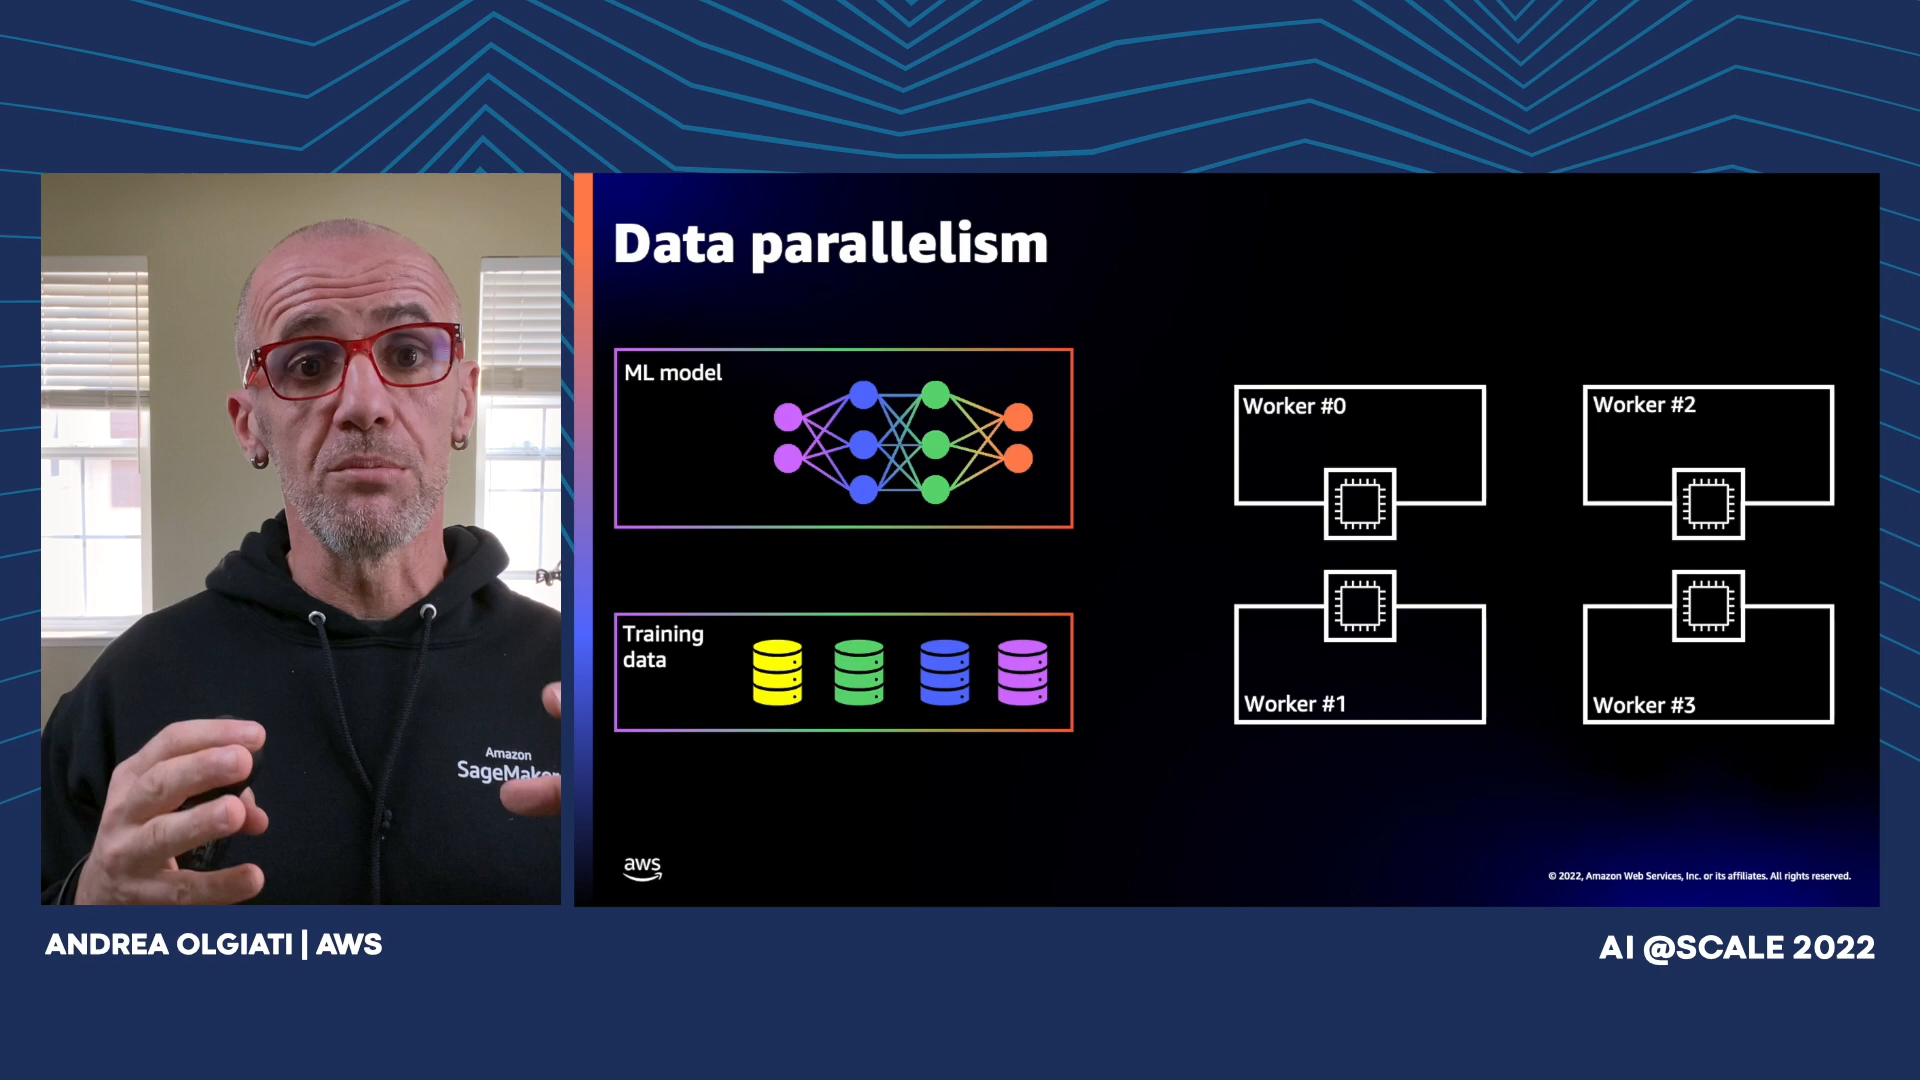 Data parallelism
ML model
Training
data
Worker #0
Worker #2
Worker #1
Worker #3
Amazon
SageMaker
aws
© 2022, Amazon Web Services, Inc. or its affiliates. All rights reserved.
ANDREA OLGIATI | AWS
AI @SCALE 2022